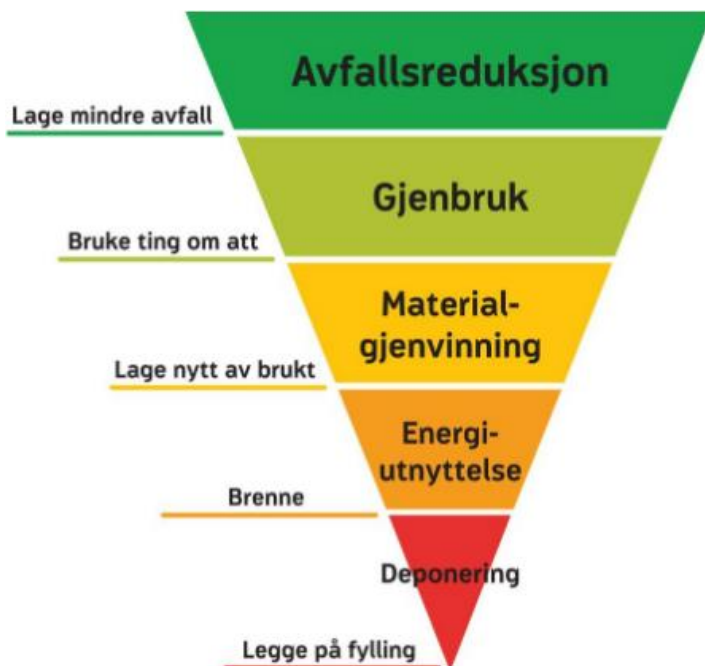 Avfallsreduksjon
Lage mindre avfall
Gjenbruk
Bruke ting om att
Material-
gjenvinning
Lage nytt av brukt
Energi-
utnyttelse
Brenne
Deponering
Legge på fylling